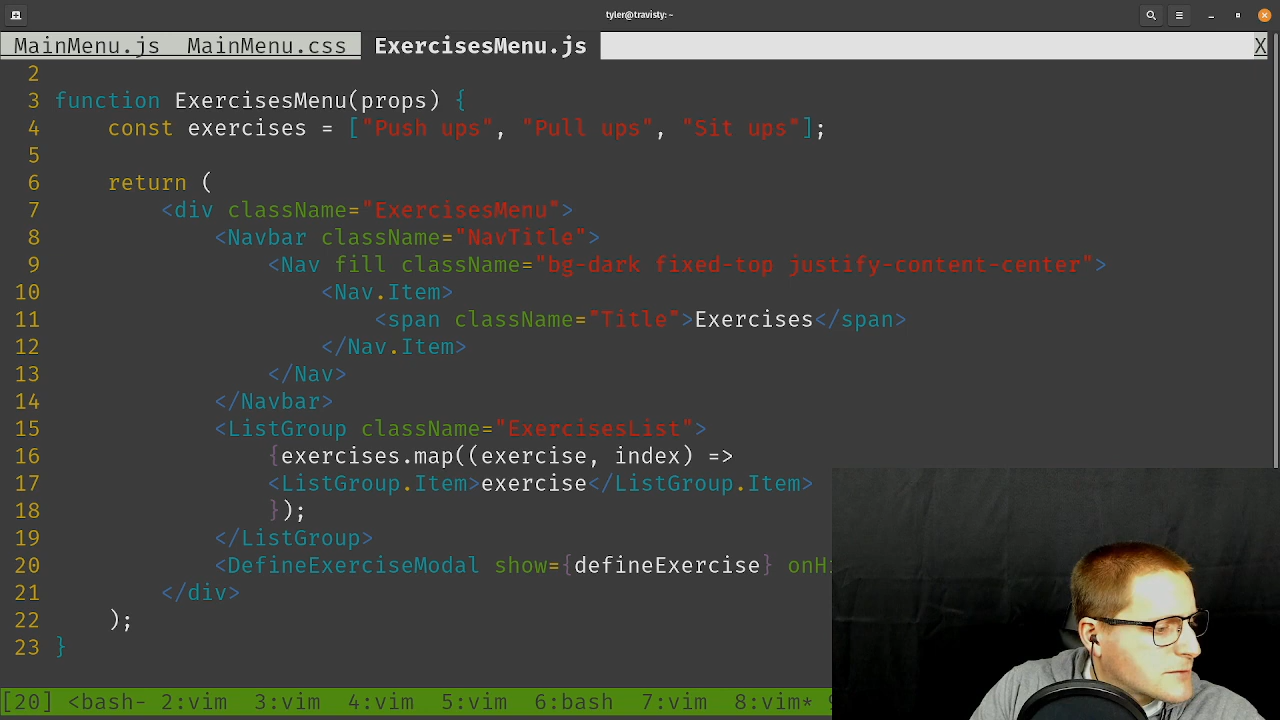 tyler@travisty: ~
MainMenu.js MainMenu.css ExercisesMenu.js X
2
3 function ExercisesMenu(props) {
4 const exercises = ["Push ups", "Pull ups", "Sit ups"];
5
6 return (
7 <div className="ExercisesMenu">
8 <Navbar className="NavTitle">
9 <Nav fill className="bg-dark fixed-top justify-content-center">
10 <Nav.Item>
11 <span className="Title">Exercises</span>
12 </Nav.Item>
13 </Nav>
14 </Navbar>
15 <ListGroup className="ExercisesList">
16 {exercises.map((exercise, index) =>
17 <ListGroup.Item>exercise</ListGroup.Item>
18 });
19 </ListGroup>
20 <DefineExerciseModal show={defineExercise} onHi
21 </div>
22 );
23 }
[20] <bash- 2:vim 3:vim 4:vim 5:vim 6:bash 7:vim 8:vim*